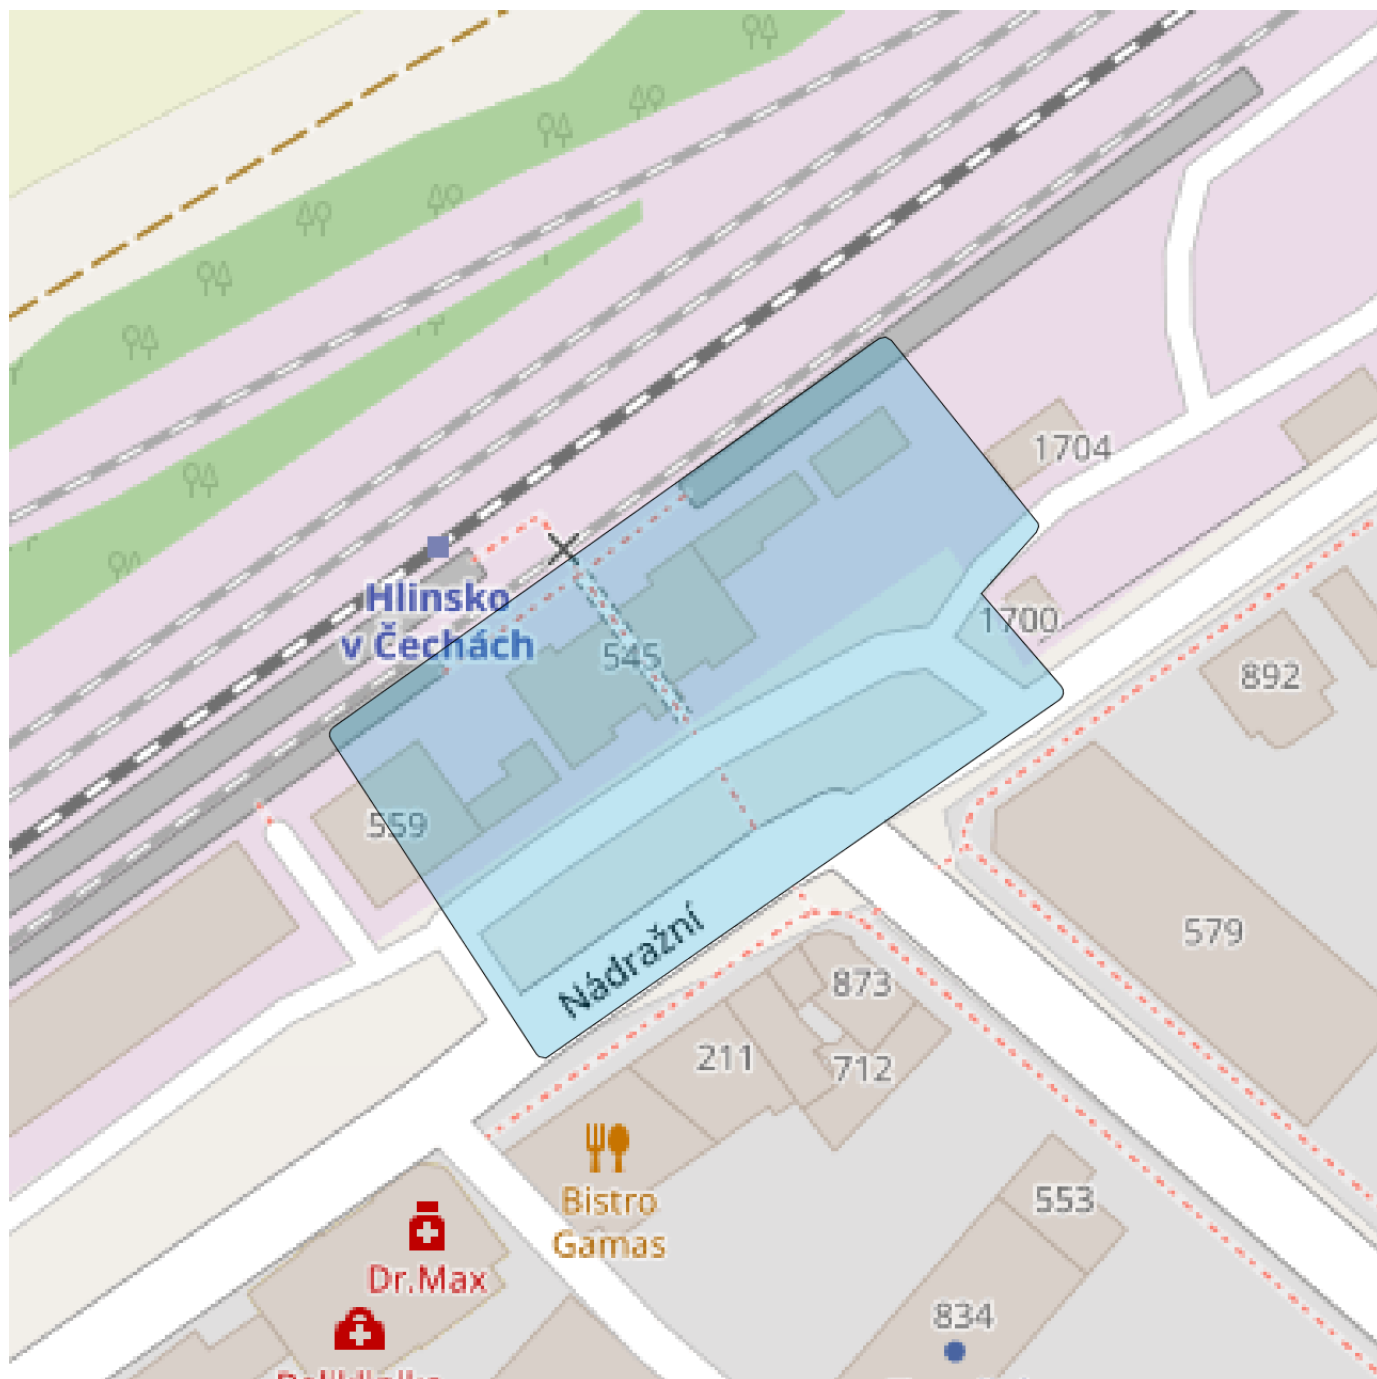 1704
Hlinsko
v Čechách
1700
545
892
559
Nádražní
579
873
211
712
Bistro
Gamas
553
Dr.Max
834